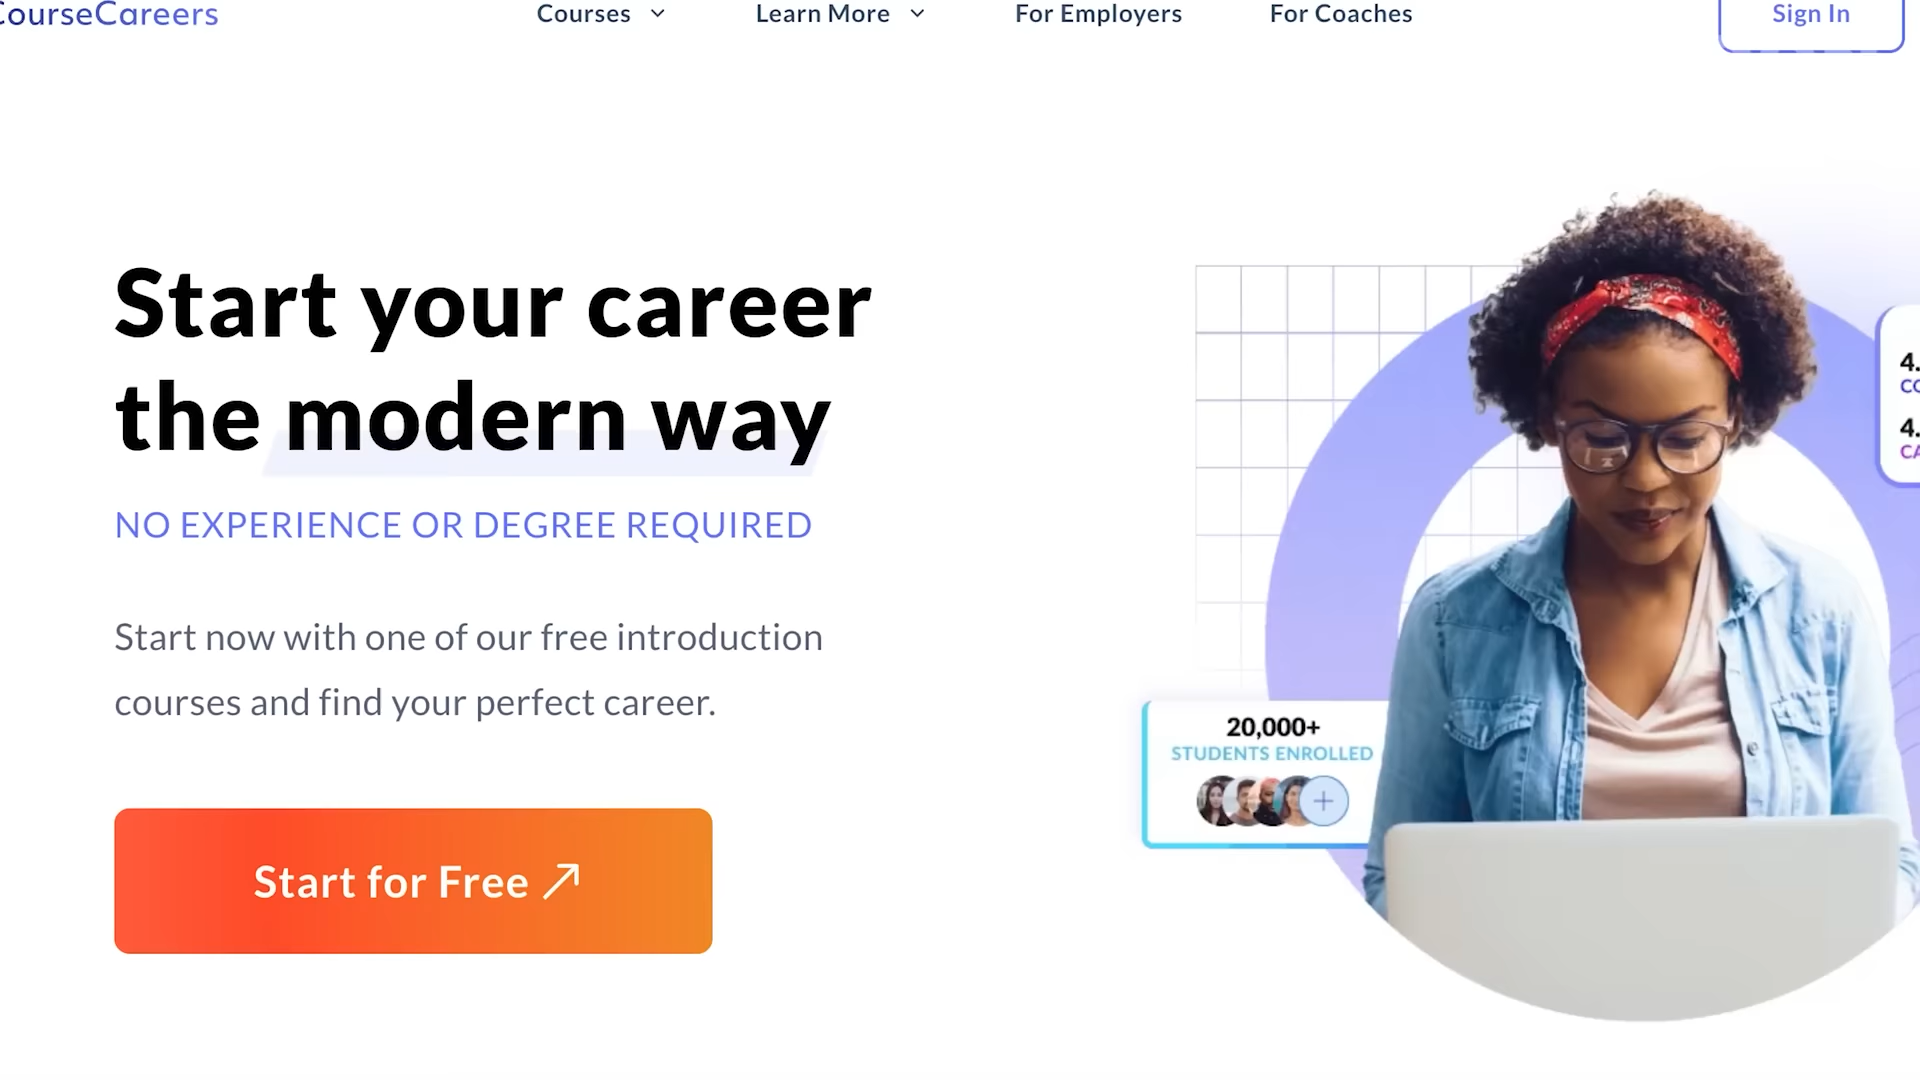 CourseCareers
Courses
Learn More
For Employers
For Coaches
Sign In
Start your career
the modern way
NO EXPERIENCE OR DEGREE REQUIRED
Start now with one of our free introduction
courses and find your perfect career.
Start for Free
20,000+
STUDENTS ENROLLED
4.
4.